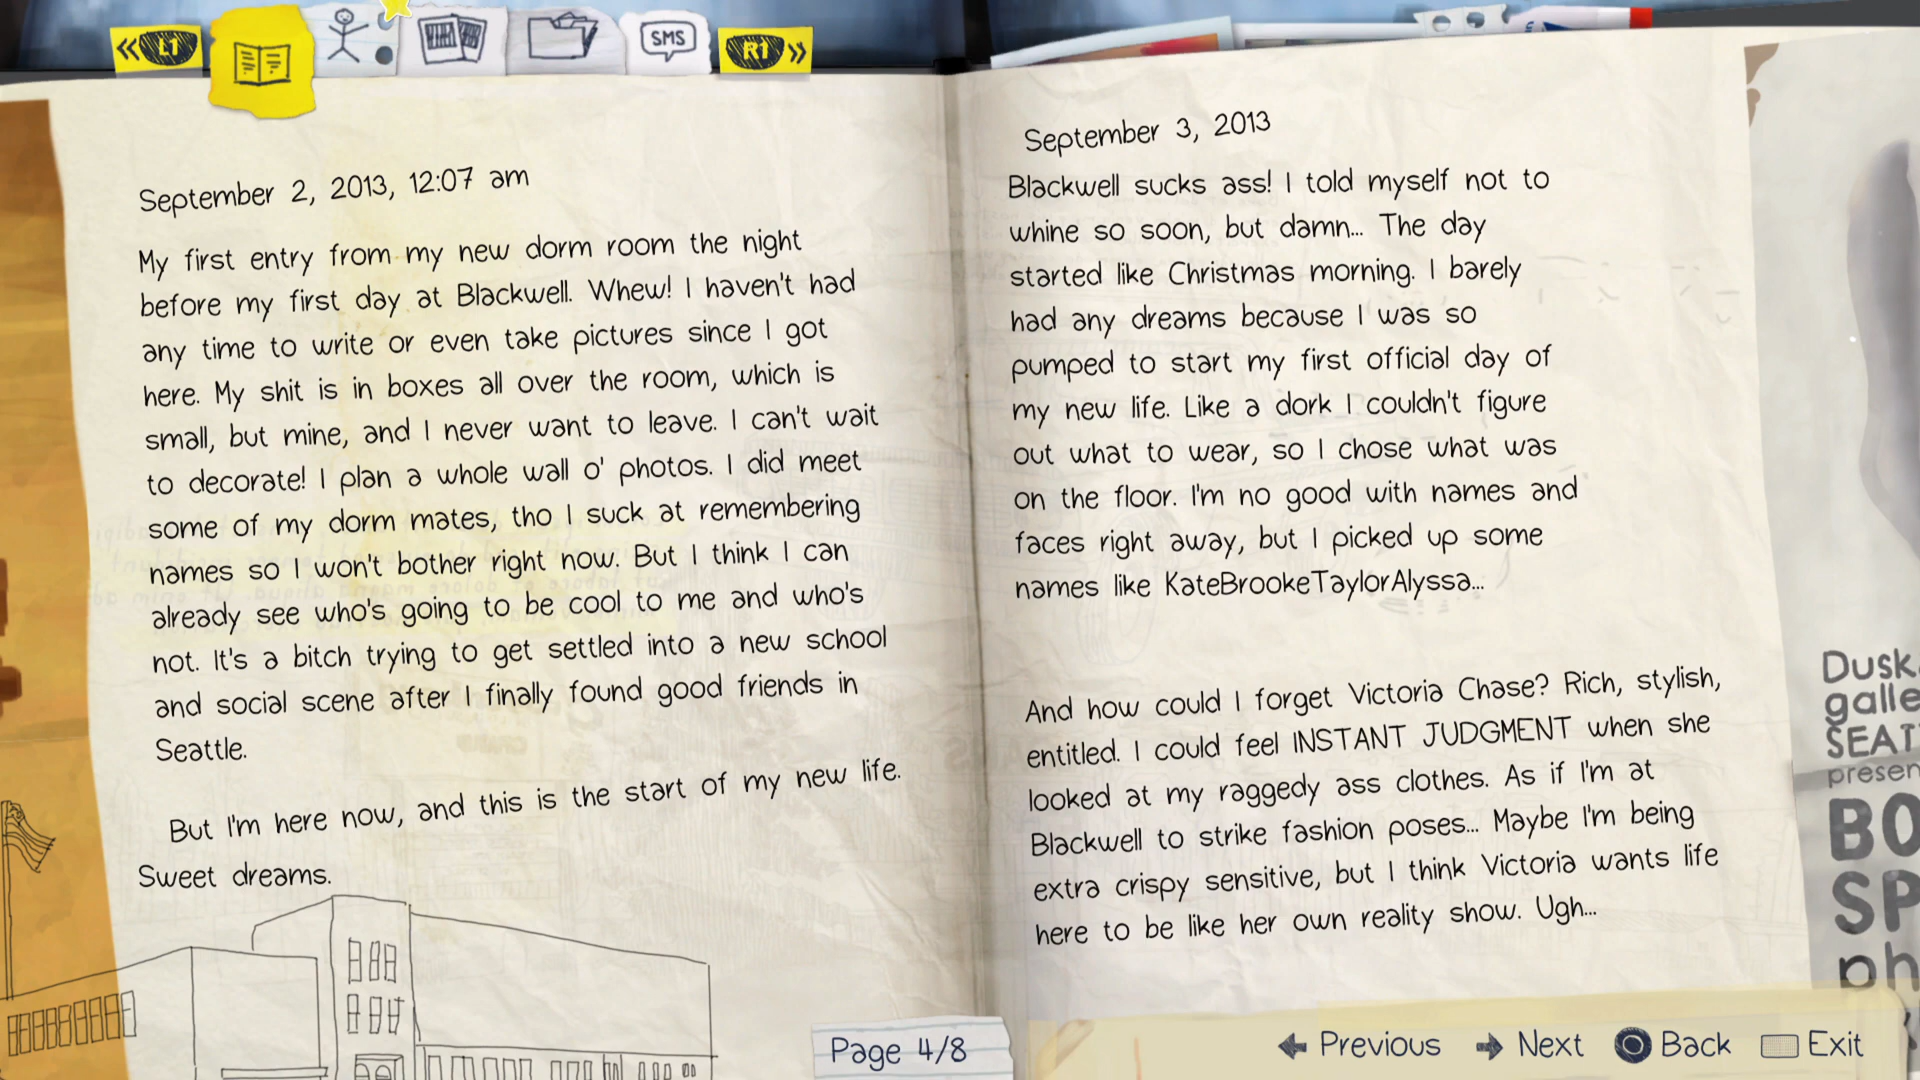 L1
SMS
R1
September 2, 2013, 12:07 am
My first entry from my new dorm room the night
before my first day at Blackwell. Whew! I haven't had
any time to write or even take pictures since I got
here. My shit is in boxes all over the room, which is
small, but mine, and I never want to leave. I can't wait
to decorate! I plan a whole wall o' photos. I did meet
some of my dorm mates, tho I suck at remembering
names so I won't bother right now. But I think I can
already see who's going to be cool to me and who's
not. It's a bitch trying to get settled into a new school
and social scene after I finally found good friends in
Seattle.
But I'm here now, and this is the start of my new life.
Sweet dreams.
September 3, 2013
Blackwell sucks ass! I told myself not to
whine so soon, but damn... The day
started like Christmas morning. I barely
had any dreams because I was so
pumped to start my first official day of
my new life. Like a dork I couldn't figure
out what to wear, so I chose what was
on the floor. I'm no good with names and
faces right away, but I picked up some
names like KateBrookeTaylorAlyssa...
And how could I forget Victoria Chase? Rich, stylish,
entitled. I could feel INSTANT JUDGMENT when she
looked at my raggedy ass clothes. As if I'm at
Blackwell to strike fashion poses... Maybe I'm being
extra crispy sensitive, but I think Victoria wants life
here to be like her own reality show. Ugh...
Dusk
galle
SEAT
presen
BO
SP
ph
Page 4/8
Previous Next Back Exit